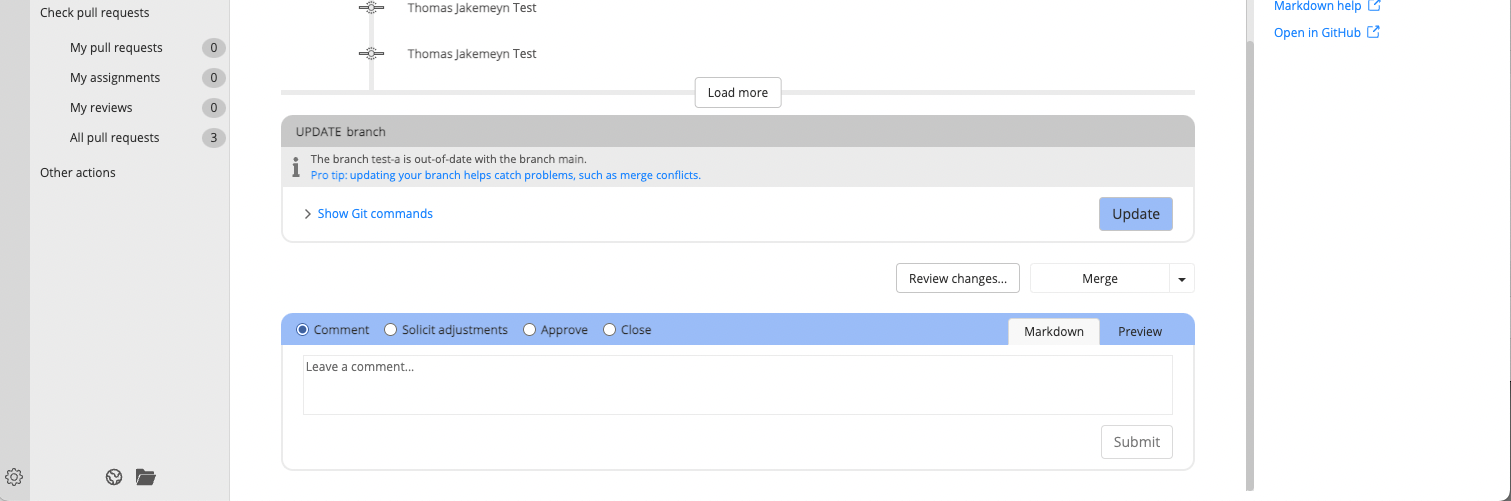 Check pull requests
My pull requests 0
My assignments 0
My reviews 0
All pull requests 3
Other actions
Thomas Jakemeyn Test
Thomas Jakemeyn Test
Load more
UPDATE branch
The branch test-a is out-of-date with the branch main.
Pro tip: updating your branch helps catch problems, such as merge conflicts.
Show Git commands
Update
Review changes...
Merge
Comment Solicit adjustments Approve Close
Markdown Preview
Leave a comment...
Submit
Markdown help
Open in GitHub